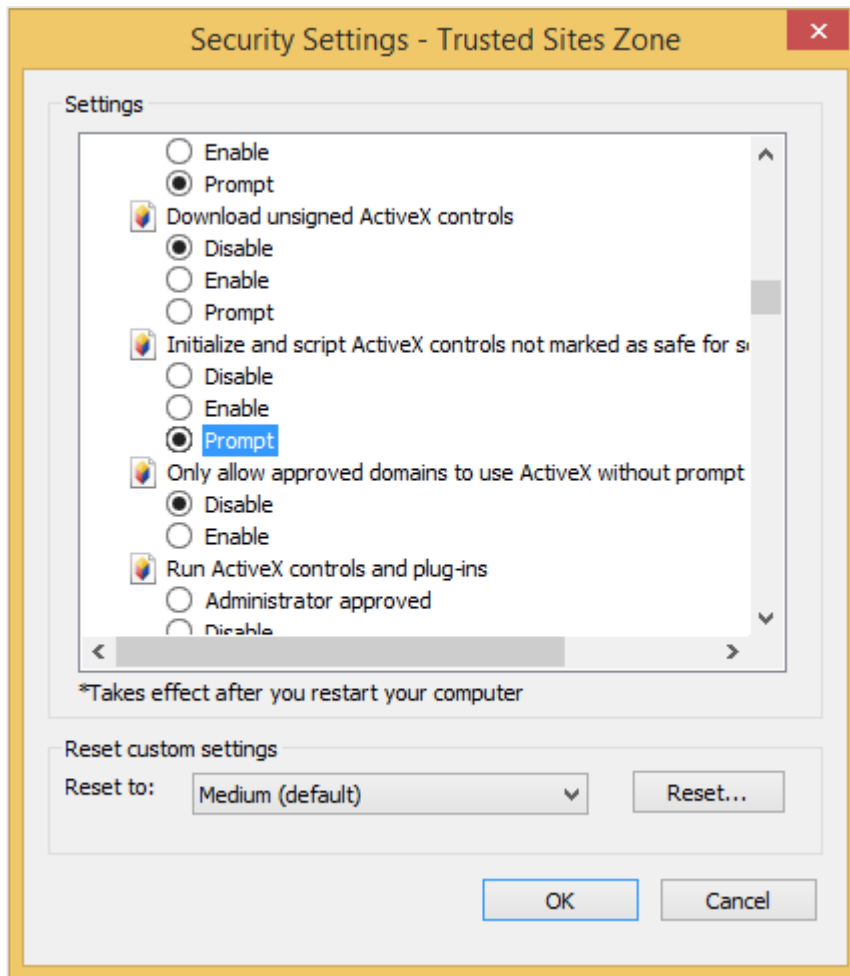 Security Settings - Trusted Sites Zone
Settings
Enable
Prompt
Download unsigned ActiveX controls
Disable
Enable
Prompt
Initialize and script ActiveX controls not marked as safe for s
Disable
Enable
Prompt
Only allow approved domains to use ActiveX without prompt
Disable
Enable
Run ActiveX controls and plug-ins
Administrator approved
Disable
*Takes effect after you restart your computer
Reset custom settings
Reset to: Medium (default) Reset...
OK Cancel